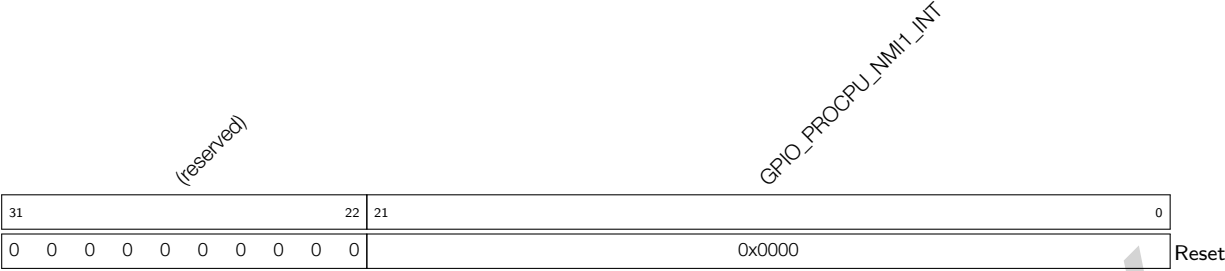 GPIO_PROCPU_NMI1_INT
(reserved)
31 22 21 0
0 0 0 0 0 0 0 0 0 0 0x0000 Reset